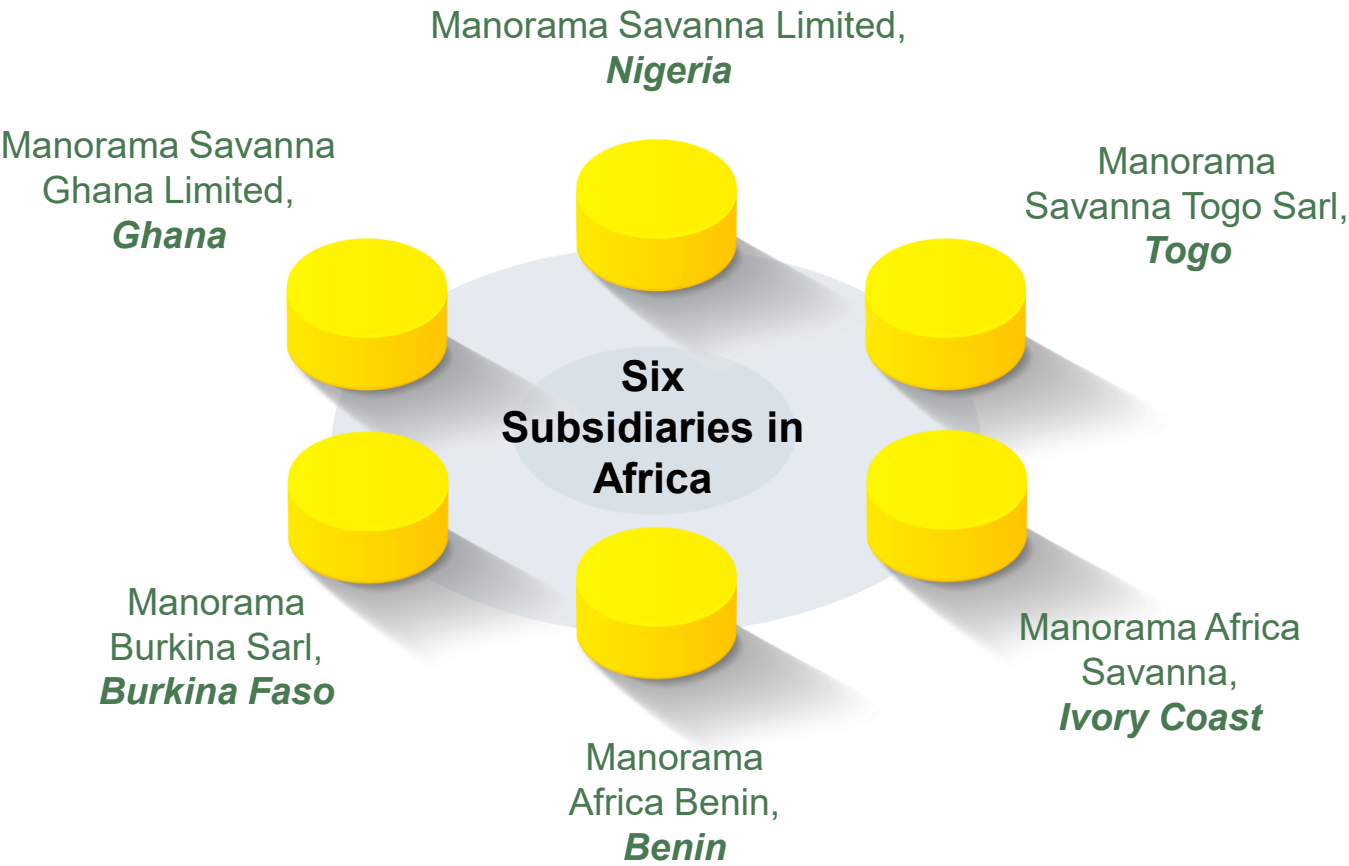 Manorama Savanna Limited,
Nigeria
Manorama Savanna
Ghana Limited,
Ghana
Manorama
Savanna Togo Sarl,
Togo
Six
Subsidiaries in
Africa
Manorama
Burkina Sarl,
Burkina Faso
Manorama Africa
Savanna,
Ivory Coast
Manorama
Africa Benin,
Benin